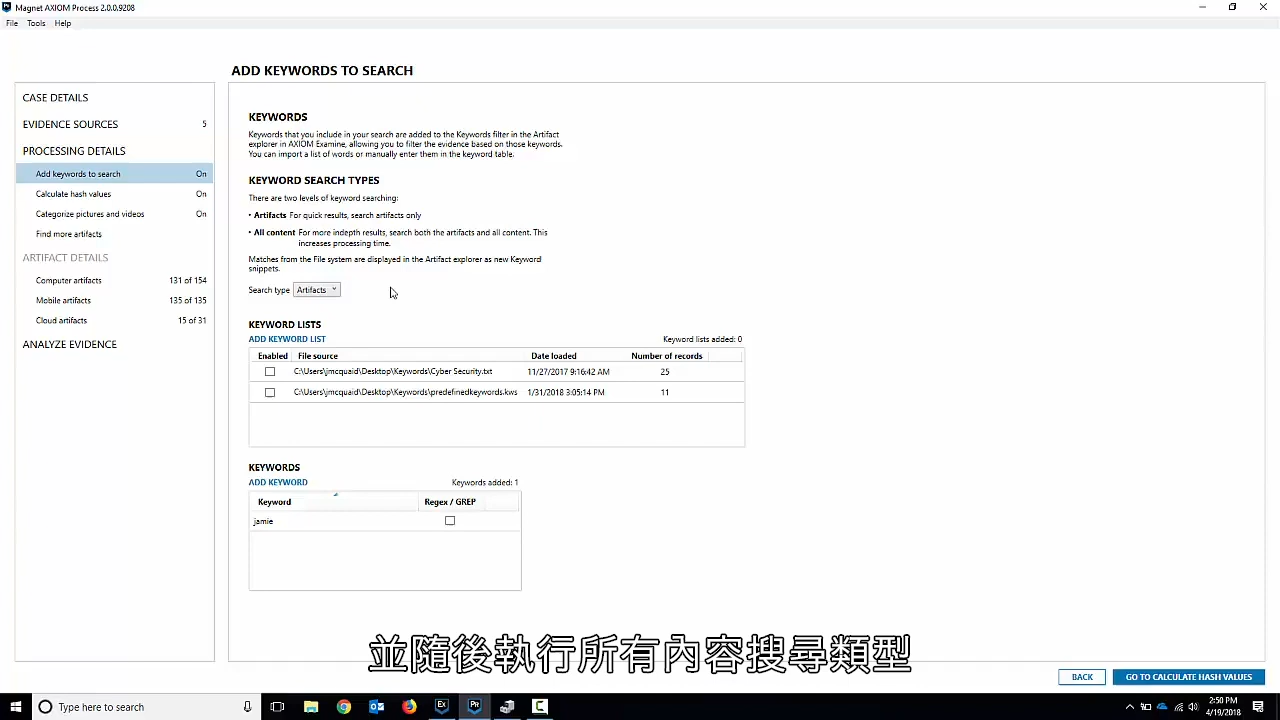 Magnet AXIOM Process 2.0.0.9208
File Tools Help
ADD KEYWORDS TO SEARCH
CASE DETAILS
EVIDENCE SOURCES 5
PROCESSING DETAILS
Add keywords to search On
Calculate hash values On
Categorize pictures and videos On
Find more artifacts
ARTIFACT DETAILS
Computer artifacts 131 of 154
Mobile artifacts 135 of 135
Cloud artifacts 15 of 31
ANALYZE EVIDENCE
KEYWORDS
Keywords that you include in your search are added to the Keywords filter in the Artifact
explorer in AXIOM Examine, allowing you to filter the evidence based on those keywords.
You can import a list of words or manually enter them in the keyword table.
KEYWORD SEARCH TYPES
There are two levels of keyword searching:
• Artifacts For quick results, search artifacts only
• All content For more indepth results, search both the artifacts and all content. This
increases processing time.
Matches from the File system are displayed in the Artifact explorer as new Keyword
snippets.
Search type Artifacts
KEYWORD LISTS
ADD KEYWORD LIST Keyword lists added: 0
Enabled File source Date loaded Number of records
C:\Users\jmcquaid\Desktop\Keywords\Cyber Security.txt 11/27/2017 9:16:42 AM 25
C:\Users\jmcquaid\Desktop\Keywords\predefinedkeywords.kws 1/31/2018 3:05:14 PM 11
KEYWORDS
ADD KEYWORD Keywords added: 1
Keyword Regex / GREP
jamie
並隨後執行所有內容搜尋類型
BACK GO TO CALCULATE HASH VALUES
Type here to search
2:50 PM
4/19/2018